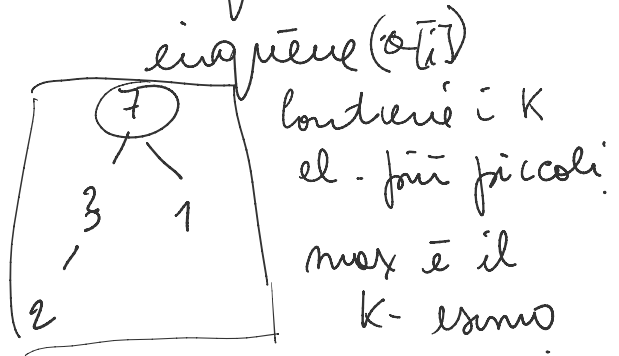 enqueue(a[i])
7
contiene i K
el. più piccoli
3 1
max è il
2
K-esimo